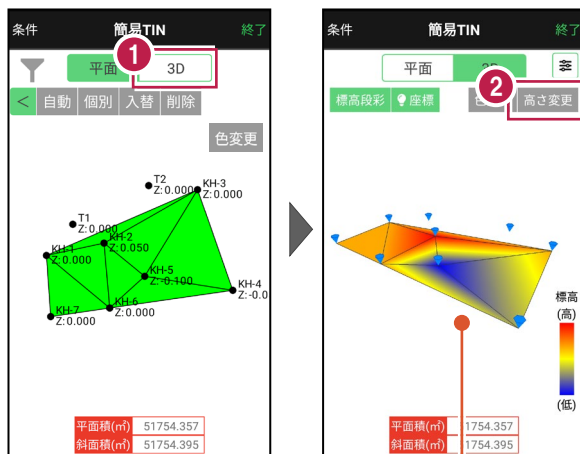 条件 簡易TIN 終了
1
平面 3D
< 自動 個別 入替 削除
色変更
T2
Z:0.000
KH-3
Z:0.000
T1
Z:0.000
KH-2
Z:0.050
KH-1
Z:0.000
KH-5
Z:-0.100
KH-4
Z:-0.0
KH-7
Z:0.000
KH-6
Z:0.000
平面積(㎡) 51754.357
斜面積(㎡) 51754.395
条件 簡易TIN 終了
平面
2
標高段彩 座標 高さ変更
標高
(高)
(低)
平面積(㎡) 1754.357
斜面積(㎡) 1754.395